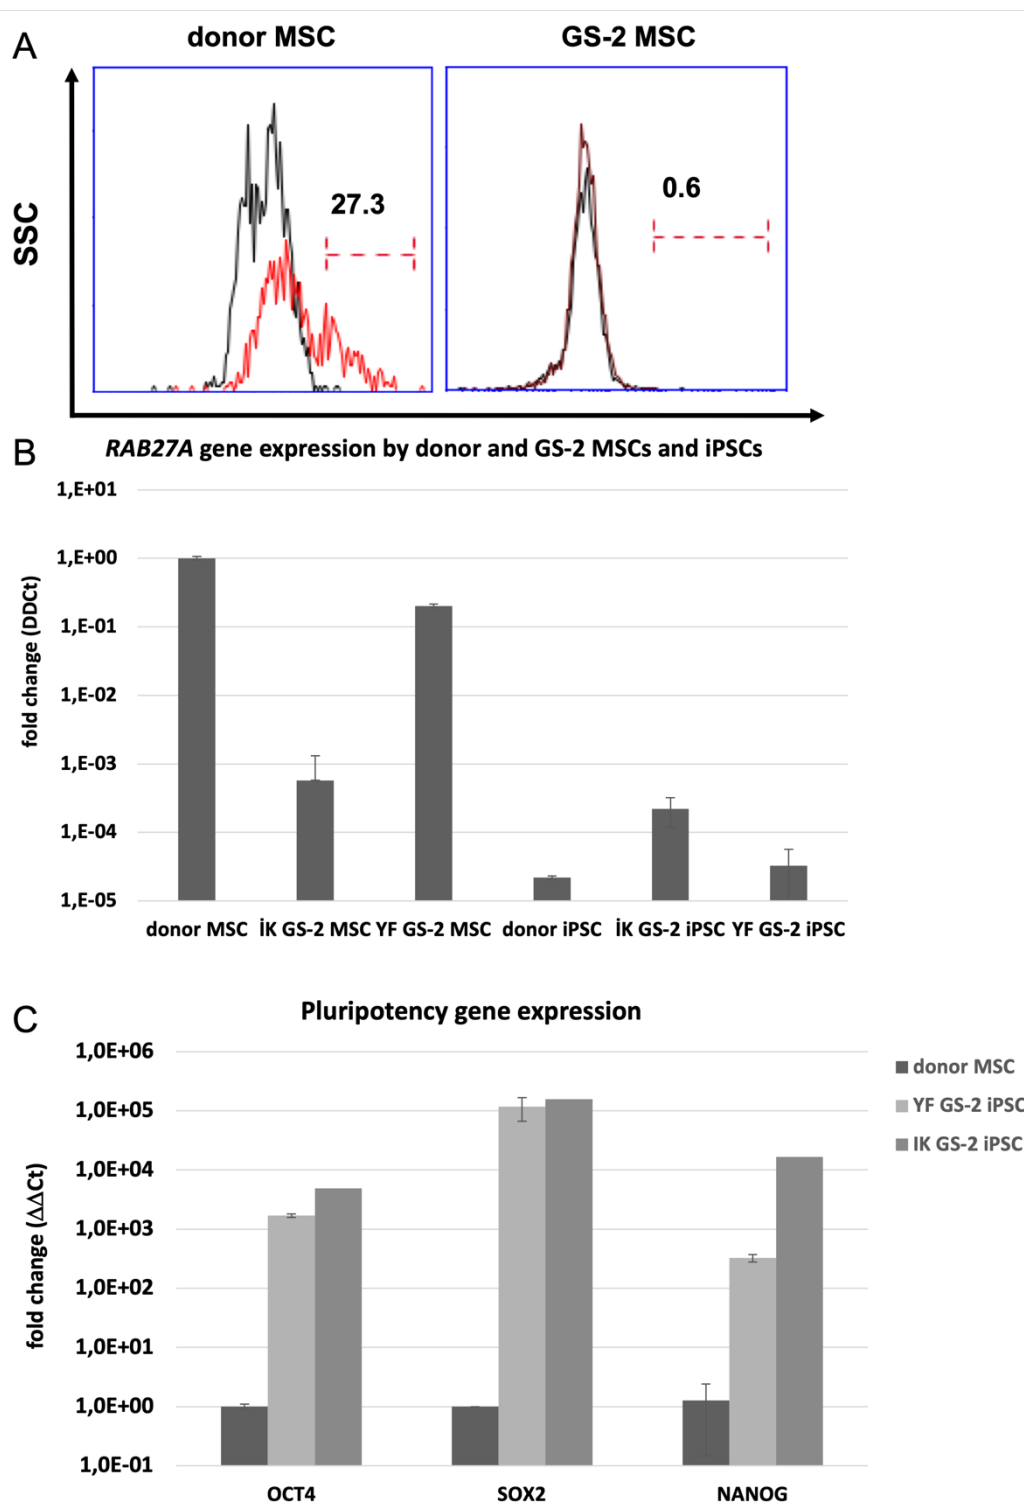 A
donor MSC
GS-2 MSC
SSC
27.3
0.6
B
RAB27A gene expression by donor and GS-2 MSCs and iPSCs
fold change (DDCt)
1,E+01
1,E+00
1,E-01
1,E-02
1,E-03
1,E-04
1,E-05
donor MSC İK GS-2 MSC YF GS-2 MSC donor iPSC İK GS-2 iPSC YF GS-2 iPSC
C
Pluripotency gene expression
fold change (ΔΔCt)
1,0E+06
1,0E+05
1,0E+04
1,0E+03
1,0E+02
1,0E+01
1,0E+00
1,0E-01
OCT4 SOX2 NANOG
donor MSC
YF GS-2 iPSC
IK GS-2 iPSC